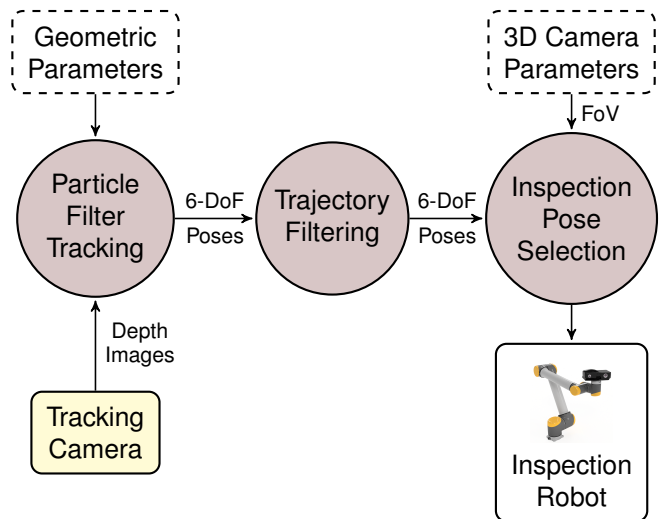 Geometric
Parameters
3D Camera
Parameters
FoV
Particle
Filter
Tracking
6-DoF
Poses
Trajectory
Filtering
6-DoF
Poses
Inspection
Pose
Selection
Depth
Images
Tracking
Camera
Inspection
Robot